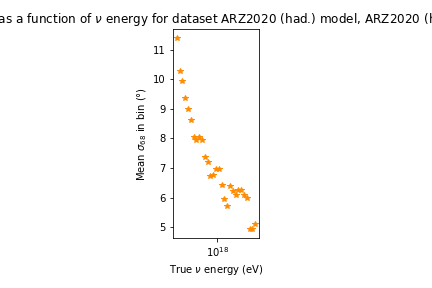 as a function of ν energy for dataset ARZ2020 (had.) model, ARZ2020 (h
11
10
9
8
7
6
5
Mean σ68 in bin (°)
10^18
True ν energy (eV)